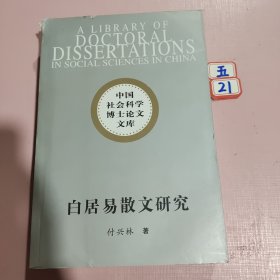 A LIBRARY OF
DOCTORAL
DISSERTATIONS
IN SOCIAL SCIENCES IN CHINA
中国
社会科学
博士论文
文库
五
21
白居易散文研究
付兴林 著